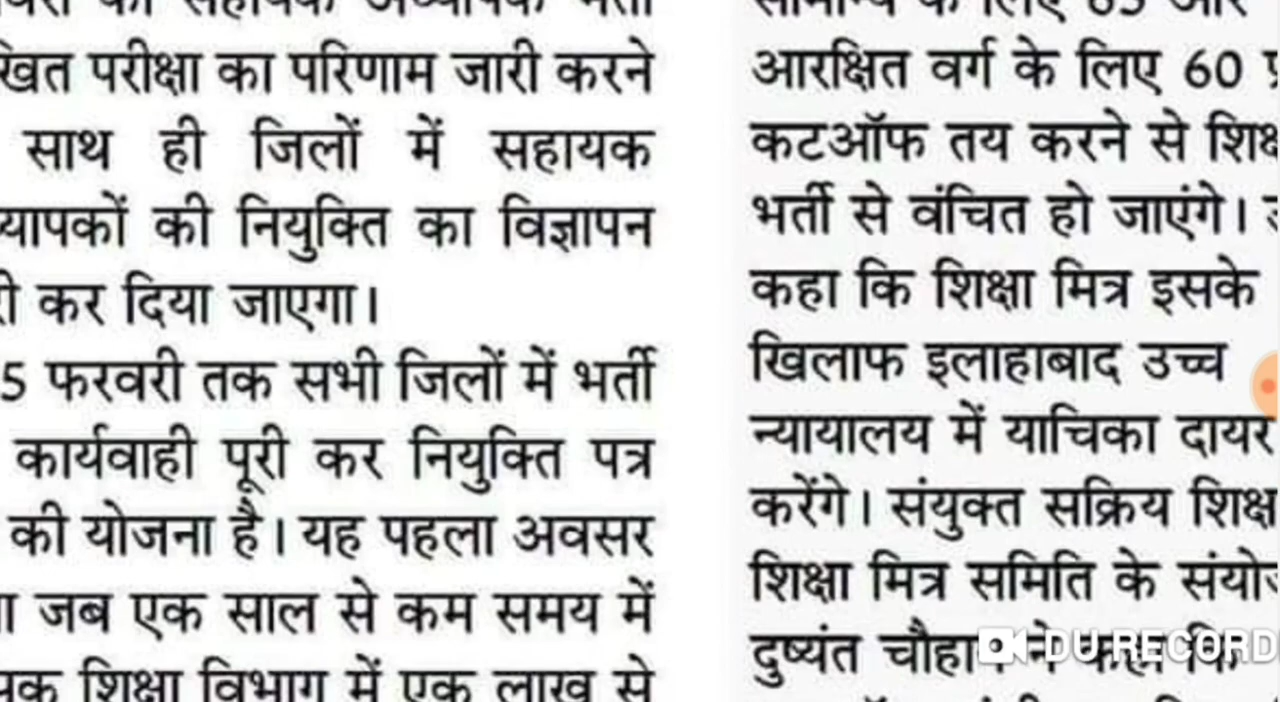 परीक्षा का परिणाम जारी करने
साथ ही जिलों में सहायक
की नियुक्ति का विज्ञापन
कर दिया जाएगा।
5 फरवरी तक सभी जिलों में भर्ती
कार्यवाही पूरी कर नियुक्ति पत्र
की योजना है। यह पहला अवसर
जब एक साल से कम समय में
शिक्षा विभाग में एक लाख से
आरक्षित वर्ग के लिए 60
कटऑफ तय करने से
भर्ती से वंचित हो जाएंगे।
कहा कि शिक्षा मित्र इसके
खिलाफ इलाहाबाद उच्च
न्यायालय में याचिका दायर
करेंगे। संयुक्त सक्रिय
शिक्षा मित्र समिति के
दुष्यंत चौहान ने कहा कि
DU RECORD